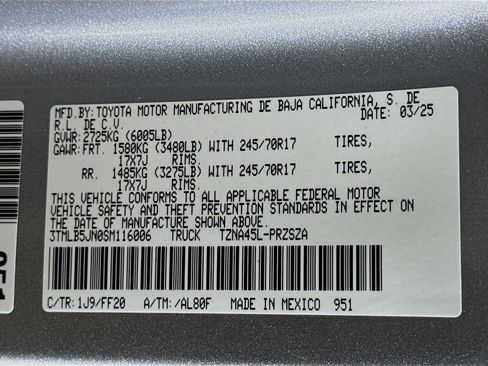 MFD.BY:TOYOTA MOTOR MANUFACTURING DE BAJA CALIFORNIA, S. DE
R.L. DE C.V. DATE: 03/25
GVWR:2725KG (6005LB)
GAWR:FRT. 1580KG (3480LB) WITH 245/70R17 TIRES,
17X7J RIMS.
RR. 1485KG (3275LB) WITH 245/70R17 TIRES,
17X7J RIMS.
THIS VEHICLE CONFORMS TO ALL APPLICABLE FEDERAL MOTOR
VEHICLE SAFETY AND THEFT PREVENTION STANDARDS IN EFFECT ON
THE DATE OF MANUFACTURE SHOWN ABOVE.
3TMLB5JN0SM116006 TRUCK TZNA45L-PRZSZA
C/TR:1J9/FF20 A/TM:/AL80F MADE IN MEXICO 951
951